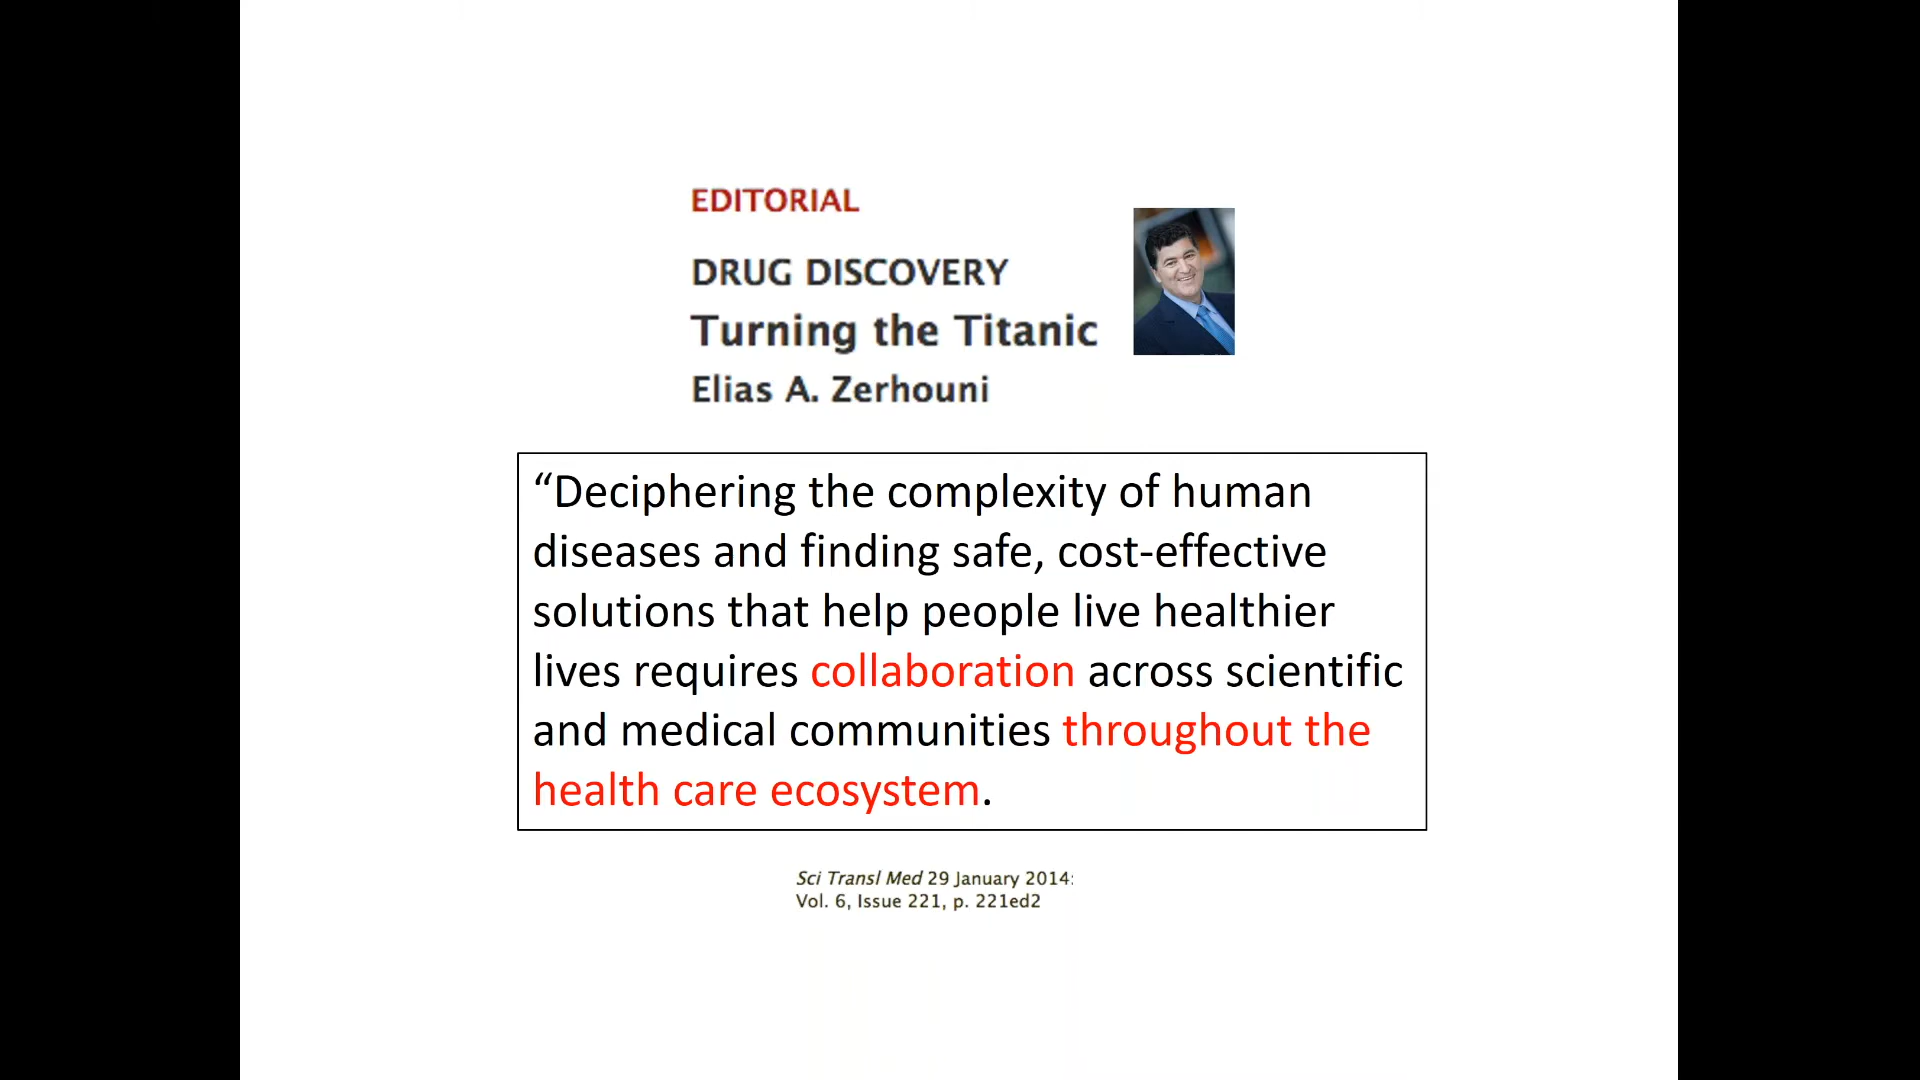 EDITORIAL
DRUG DISCOVERY
Turning the Titanic
Elias A. Zerhouni
“Deciphering the complexity of human
diseases and finding safe, cost-effective
solutions that help people live healthier
lives requires collaboration across scientific
and medical communities throughout the
health care ecosystem.
Sci Transl Med 29 January 2014:
Vol. 6, Issue 221, p. 221ed2